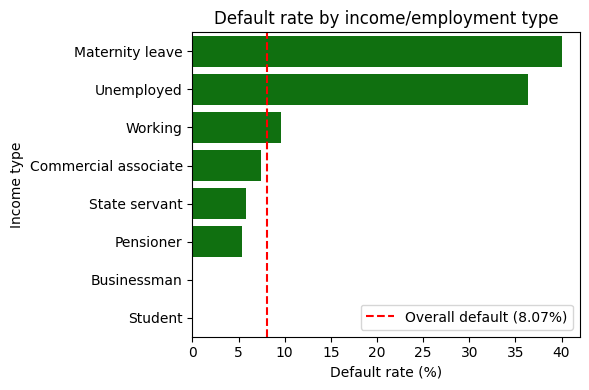 Default rate by income/employment type
Income type
Maternity leave
Unemployed
Working
Commercial associate
State servant
Pensioner
Businessman
Student
Overall default (8.07%)
0 5 10 15 20 25 30 35 40
Default rate (%)